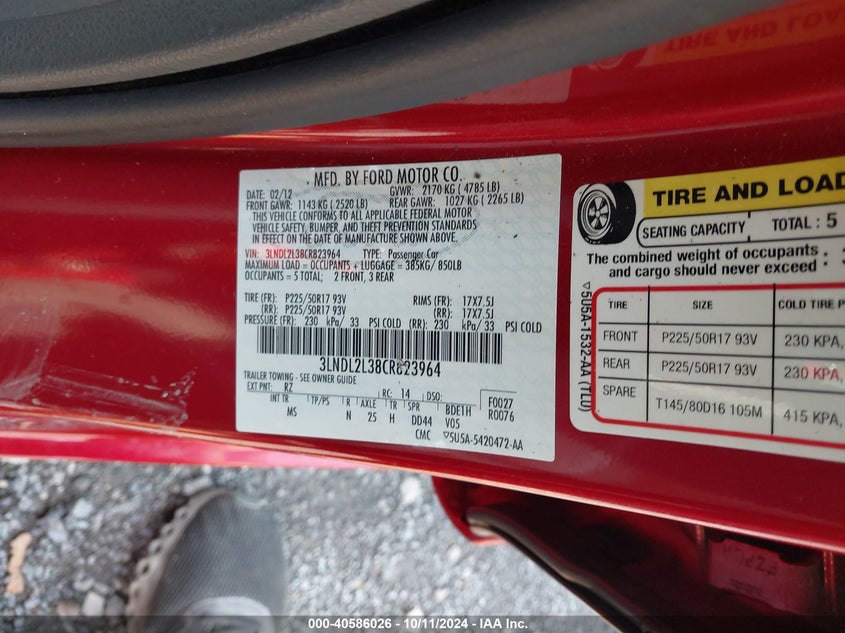 MFD. BY FORD MOTOR CO.
DATE: 02/12 GVWR: 2170 KG ( 4785 LB)
FRONT GAWR: 1143 KG ( 2520 LB) REAR GAWR: 1027 KG ( 2265 LB)
THIS VEHICLE CONFORMS TO ALL APPLICABLE FEDERAL MOTOR
VEHICLE SAFETY, BUMPER, AND THEFT PREVENTION STANDARDS
IN EFFECT ON THE DATE OF MANUFACTURE SHOWN ABOVE.
VIN: 3LNDL2L38CR823964 TYPE: Passenger Car
MAXIMUM LOAD = OCCUPANTS + LUGGAGE = 385KG/ 850LB
OCCUPANTS = 5 TOTAL: 2 FRONT, 3 REAR
TIRE (FR): P225/50R17 93V RIMS (FR): 17X7.5J
(RR): P225/50R17 93V (RR): 17X7.5J
PRESSURE (FR): 230 kPa/ 33 PSI COLD (RR): 230 kPa/ 33 PSI COLD
3LNDL2L38CR823964
TRAILER TOWING - SEE OWNER GUIDE
EXT PNT: RZ RC: 14 DSO:
INT TR TP/PS R AXLE TR SPR BDE1H F0027
MS N 25 H DD44 V05 R0076
CMC ▽5U5A-5420472-AA
TIRE AND LOAD
SEATING CAPACITY TOTAL : 5
The combined weight of occupants
and cargo should never exceed :
TIRE SIZE COLD TIRE P
FRONT P225/50R17 93V 230 KPA,
REAR P225/50R17 93V 230 KPA,
SPARE T145/80D16 105M 415 KPA,
▽5U5A-1532-AA (TLU)
TIRE AND LOAD
000-40586026 - 10/11/2024 - IAA Inc.